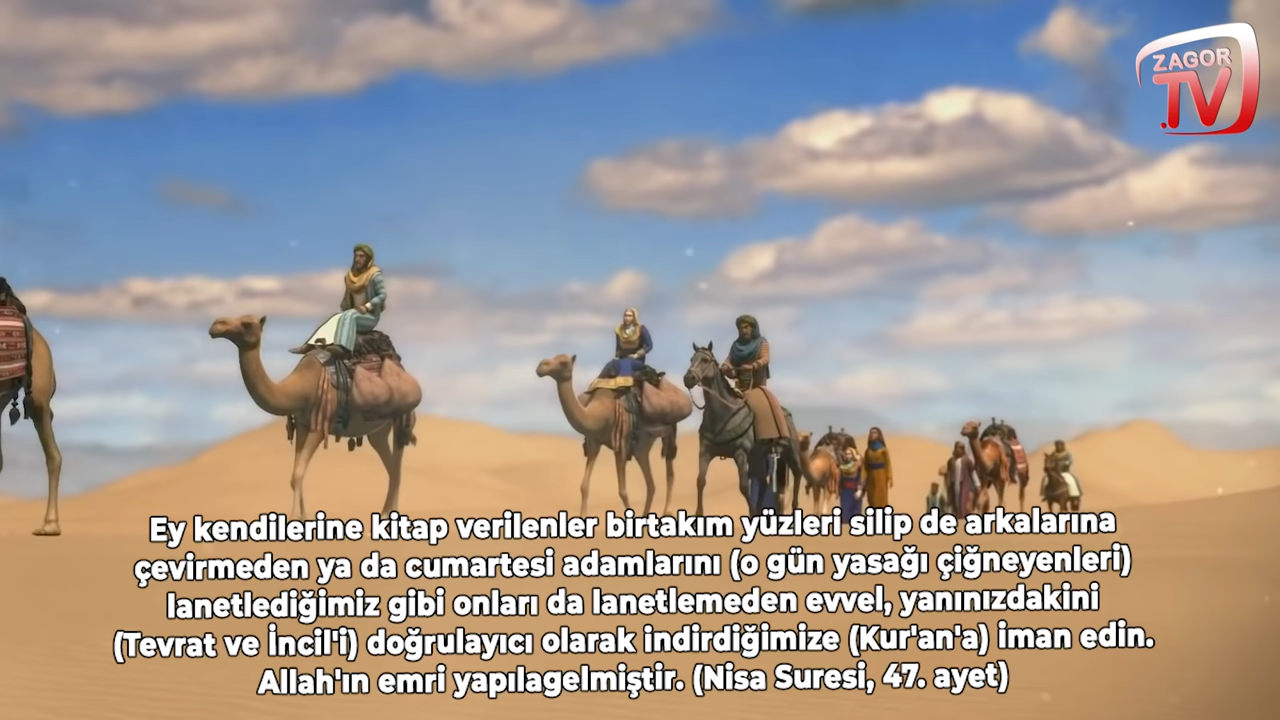 ZAGOR
.TV
Ey kendilerine kitap verilenler birtakım yüzleri silip de arkalarına
çevirmeden ya da cumartesi adamlarını (o gün yasağı çiğneyenleri)
lanetlediğimiz gibi onları da lanetlemeden evvel, yanınızdakini
(Tevrat ve İncil'i) doğrulayıcı olarak indirdiğimize (Kur'an'a) iman edin.
Allah'ın emri yapılagelmiştir. (Nisa Suresi, 47. ayet)